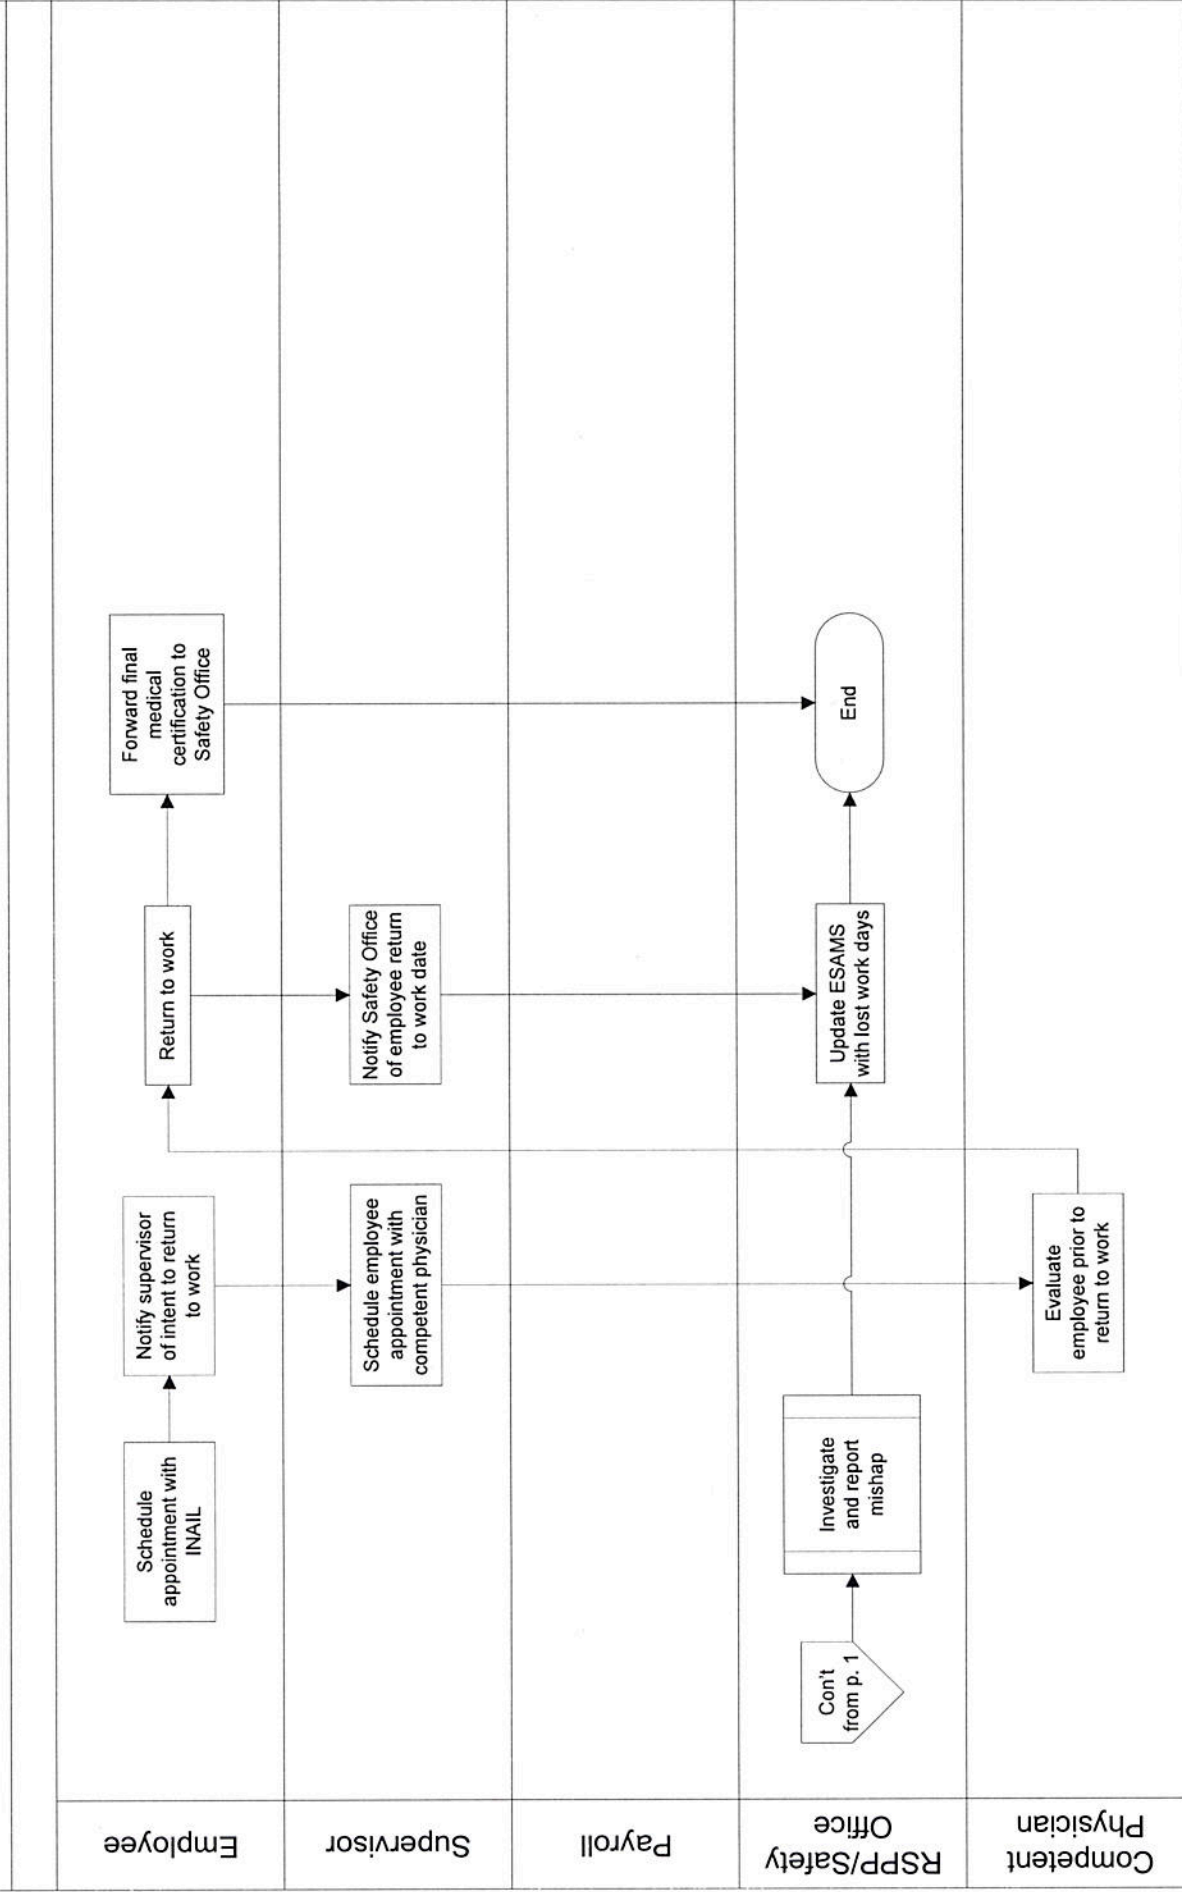 Employee
Schedule
appointment with
INAIL
Notify supervisor
of intent to return
to work
Return to work
Forward final
medical
certification to
Safety Office
Supervisor
Schedule employee
appointment with
competent physician
Notify Safety Office
of employee return
to work date
Payroll
RSPP/Safety
Office
Con't
from p. 1
Investigate
and report
mishap
Update ESAMS
with lost work days
End
Competent
Physician
Evaluate
employee prior to
return to work